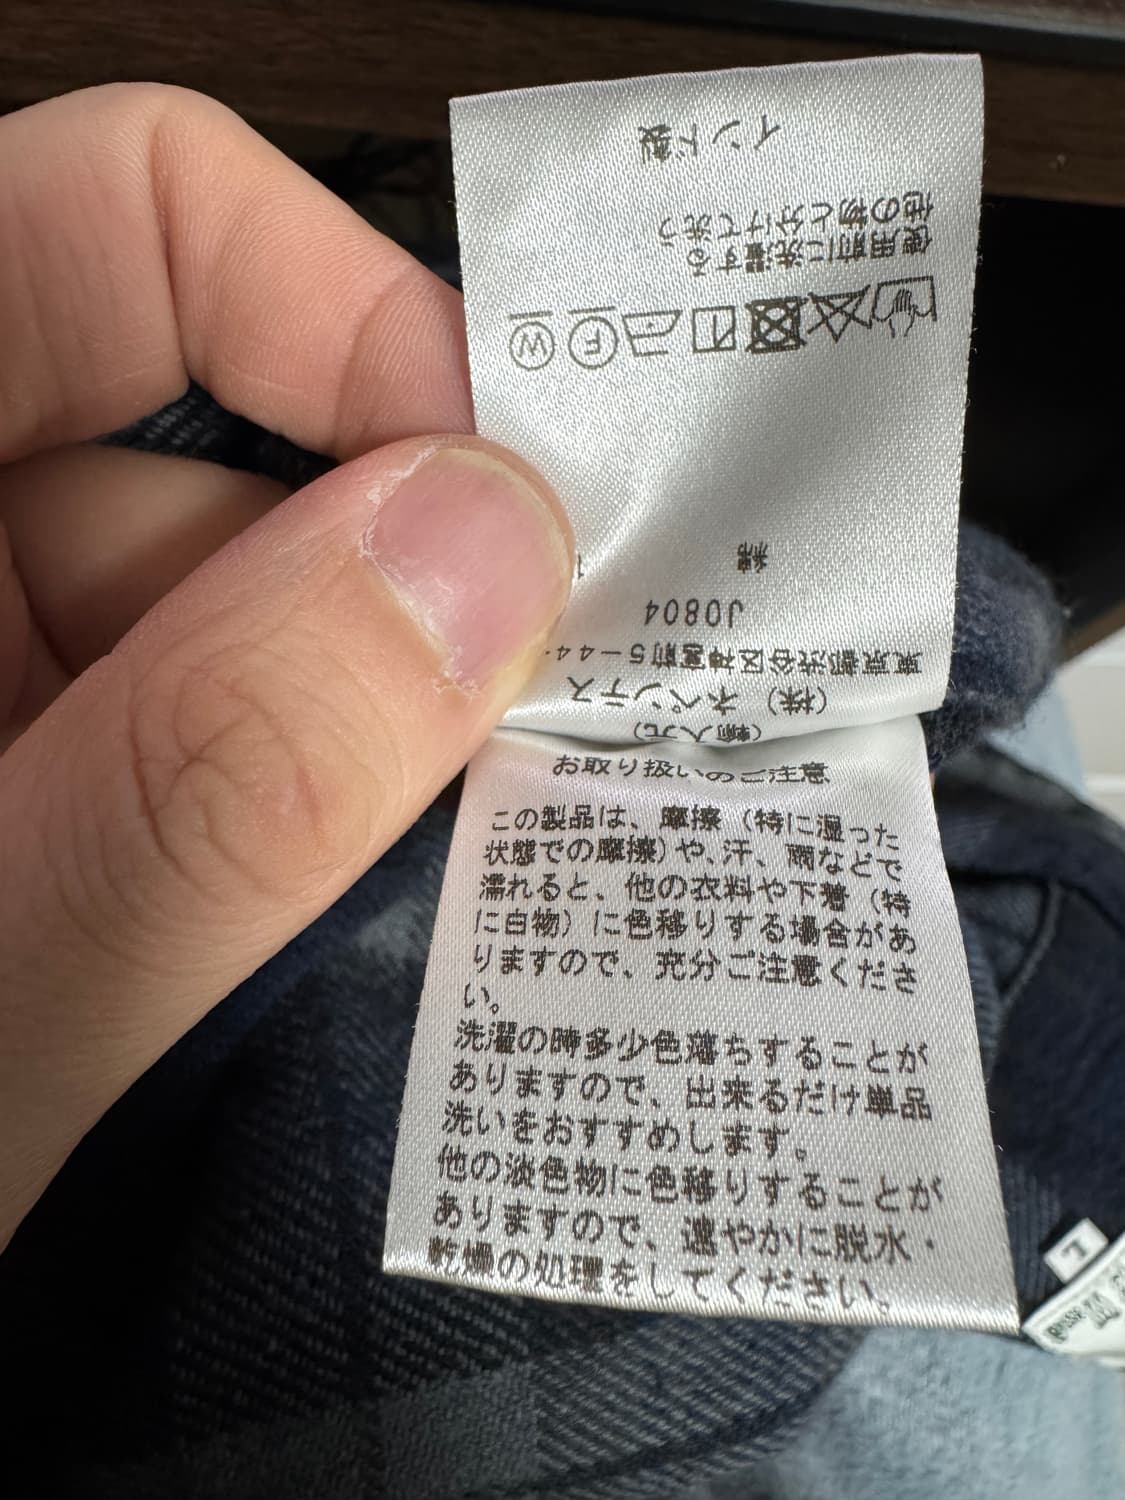 お取り扱いのご注意
この製品は、摩擦（特に湿った
状態での摩擦）や、汗、雨などで
濡れると、他の衣料や下着（特
に白物）に色移りする場合があ
りますので、充分ご注意くださ
い。
洗濯の時多少色落ちすることが
ありますので、出来るだけ単品
洗いをおすすめします。
他の淡色物に色移りすることが
ありますので、速やかに脱水・
乾燥の処理をしてください。
（輸入元）
（株）ネペンテス
東京都渋谷区神宮前5－44
J0804
綿
W F
使用前に洗濯する
他の物と分けて洗う
インド製
L